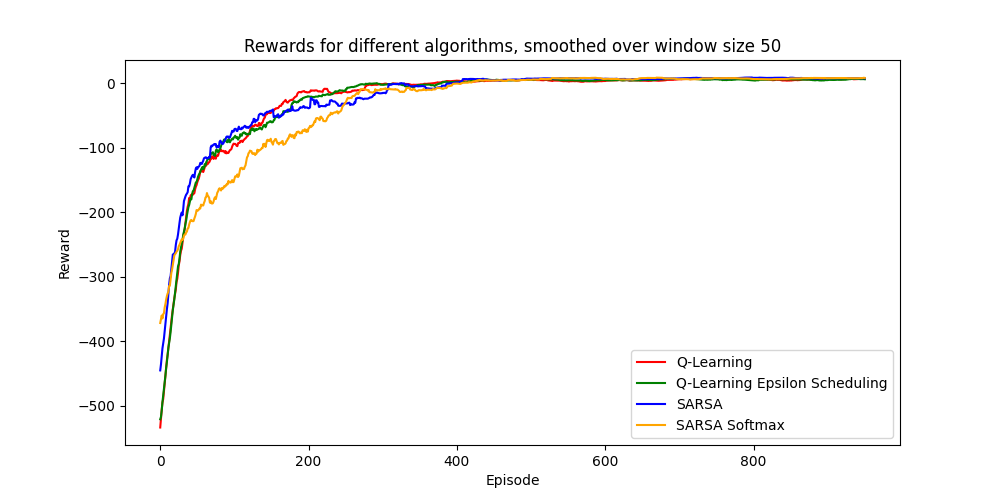 Rewards for different algorithms, smoothed over window size 50
Reward
0
−100
−200
−300
−400
−500
0
200
400
600
800
Episode
Q-Learning
Q-Learning Epsilon Scheduling
SARSA
SARSA Softmax